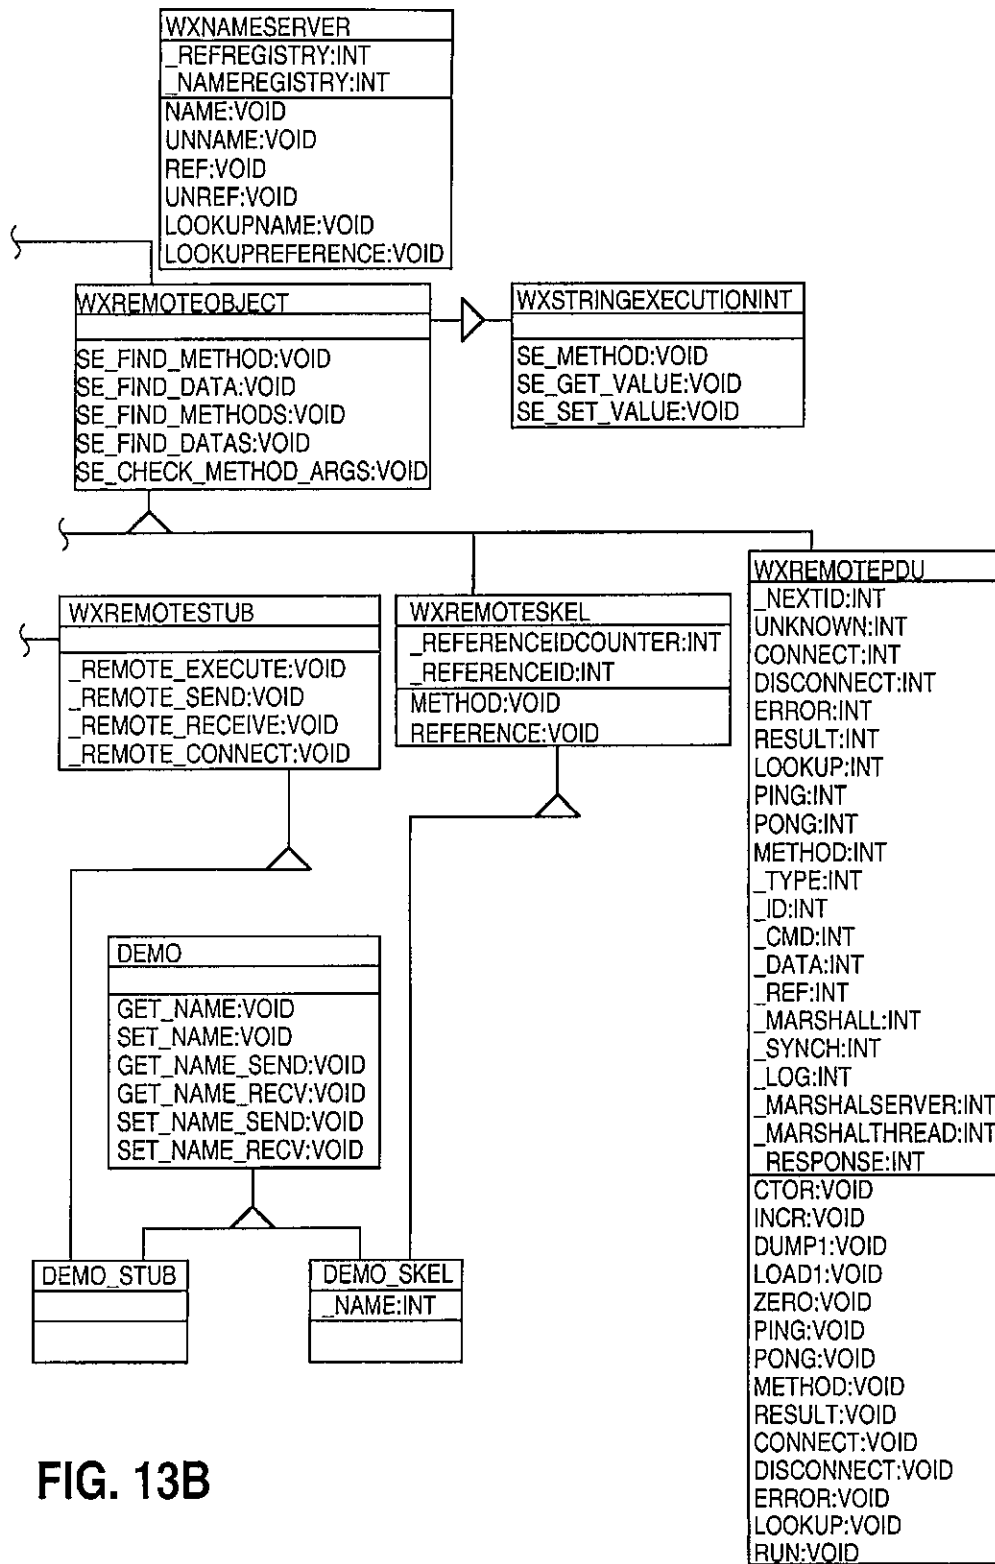 WXNAMESERVER
_REFREGISTRY:INT
_NAMEREGISTRY:INT
NAME:VOID
UNNAME:VOID
REF:VOID
UNREF:VOID
LOOKUPNAME:VOID
LOOKUPREFERENCE:VOID
WXREMOTEOBJECT
SE_FIND_METHOD:VOID
SE_FIND_DATA:VOID
SE_FIND_METHODS:VOID
SE_FIND_DATAS:VOID
SE_CHECK_METHOD_ARGS:VOID
WXSTRINGEXECUTIONINT
SE_METHOD:VOID
SE_GET_VALUE:VOID
SE_SET_VALUE:VOID
WXREMOTESTUB
_REMOTE_EXECUTE:VOID
_REMOTE_SEND:VOID
_REMOTE_RECEIVE:VOID
_REMOTE_CONNECT:VOID
WXREMOTESKEL
_REFERENCEIDCOUNTER:INT
_REFERENCEID:INT
METHOD:VOID
REFERENCE:VOID
WXREMOTEPDU
_NEXTID:INT
UNKNOWN:INT
CONNECT:INT
DISCONNECT:INT
ERROR:INT
RESULT:INT
LOOKUP:INT
PING:INT
PONG:INT
METHOD:INT
_TYPE:INT
_ID:INT
_CMD:INT
_DATA:INT
_REF:INT
_MARSHALL:INT
_SYNCH:INT
_LOG:INT
_MARSHALSERVER:INT
_MARSHALTHREAD:INT
_RESPONSE:INT
CTOR:VOID
INCR:VOID
DUMP1:VOID
LOAD1:VOID
ZERO:VOID
PING:VOID
PONG:VOID
METHOD:VOID
RESULT:VOID
CONNECT:VOID
DISCONNECT:VOID
ERROR:VOID
LOOKUP:VOID
RUN:VOID
DEMO
GET_NAME:VOID
SET_NAME:VOID
GET_NAME_SEND:VOID
GET_NAME_RECV:VOID
SET_NAME_SEND:VOID
SET_NAME_RECV:VOID
DEMO_STUB
DEMO_SKEL
_NAME:INT
FIG. 13B